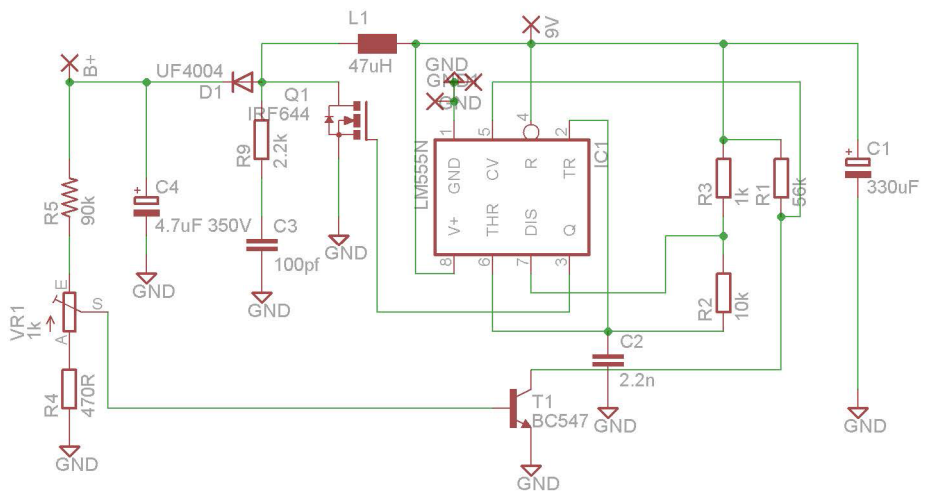 L1
47uH
9V
B+
UF4004
D1
Q1
IRF644
GND
GND1
GND
R9
2.2k
C3
100pf
GND
C4
4.7uF 350V
GND
R5
90k
GND
LM555N
IC1
1
5
4
2
GND
CV
R
TR
V+
THR
DIS
Q
8
6
7
3
R3
1k
R1
56k
C1
330uF
GND
R2
10k
C2
2.2n
GND
VR1
1k
E
S
A
R4
470R
GND
T1
BC547
GND